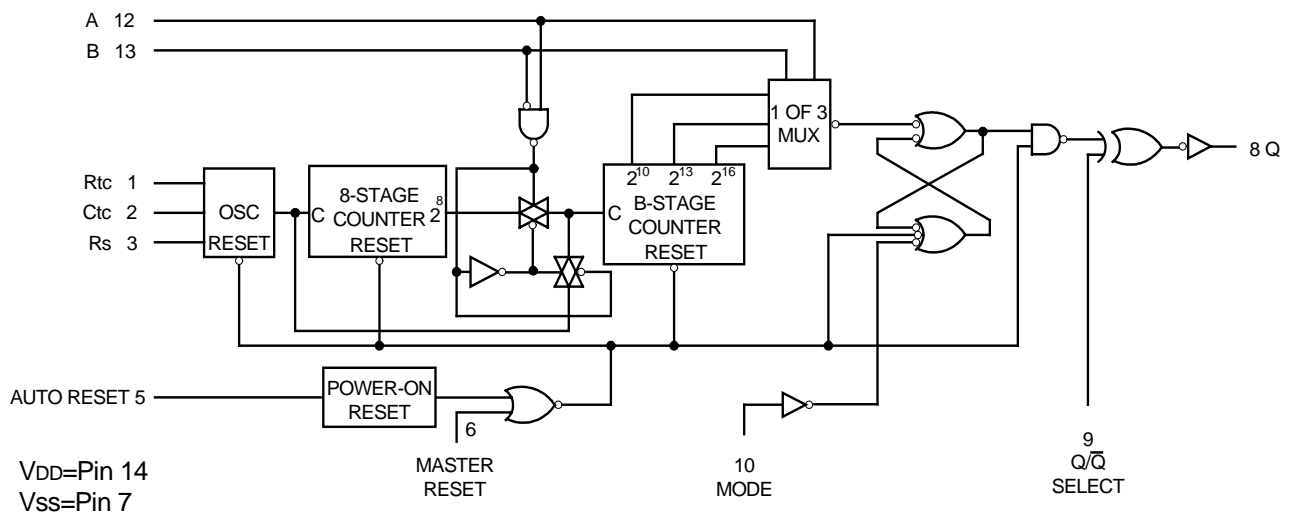 A 12
B 13
1 OF 3
MUX
8 Q
2^10 2^13 2^16
Rtc 1
Ctc 2
Rs 3
OSC
RESET
C
8-STAGE
COUNTER
RESET
2^8
C
B-STAGE
COUNTER
RESET
AUTO RESET 5
POWER-ON
RESET
6
MASTER
RESET
10
MODE
9
Q/Q̅
SELECT
VDD=Pin 14
Vss=Pin 7